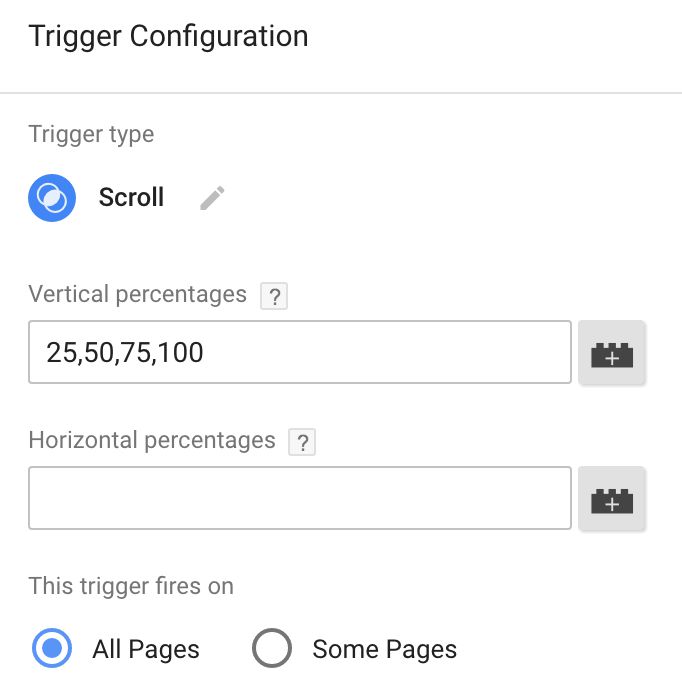 Trigger Configuration
Trigger type
Scroll
Vertical percentages ?
25,50,75,100
Horizontal percentages ?
This trigger fires on
All Pages Some Pages